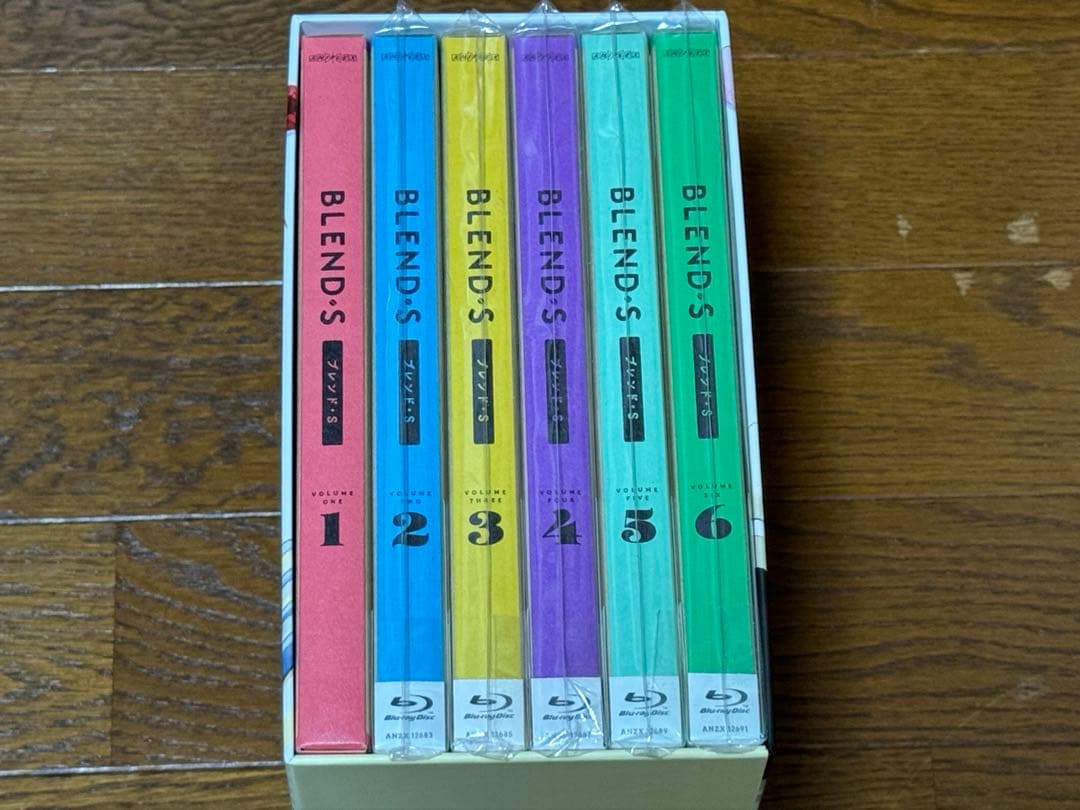 BLEND・S
ブレンド・S
VOLUME
ONE
1
BLEND・S
ブレンド・S
VOLUME
TWO
2
Blu-ray Disc
ANZX 12683
BLEND・S
ブレンド・S
VOLUME
THREE
3
Blu-ray Disc
ANZX 12685
BLEND・S
ブレンド・S
VOLUME
FOUR
4
Blu-ray Disc
BLEND・S
ブレンド・S
VOLUME
FIVE
5
Blu-ray Disc
ANZX 12689
BLEND・S
ブレンド・S
VOLUME
SIX
6
Blu-ray Disc
ANZX 12691